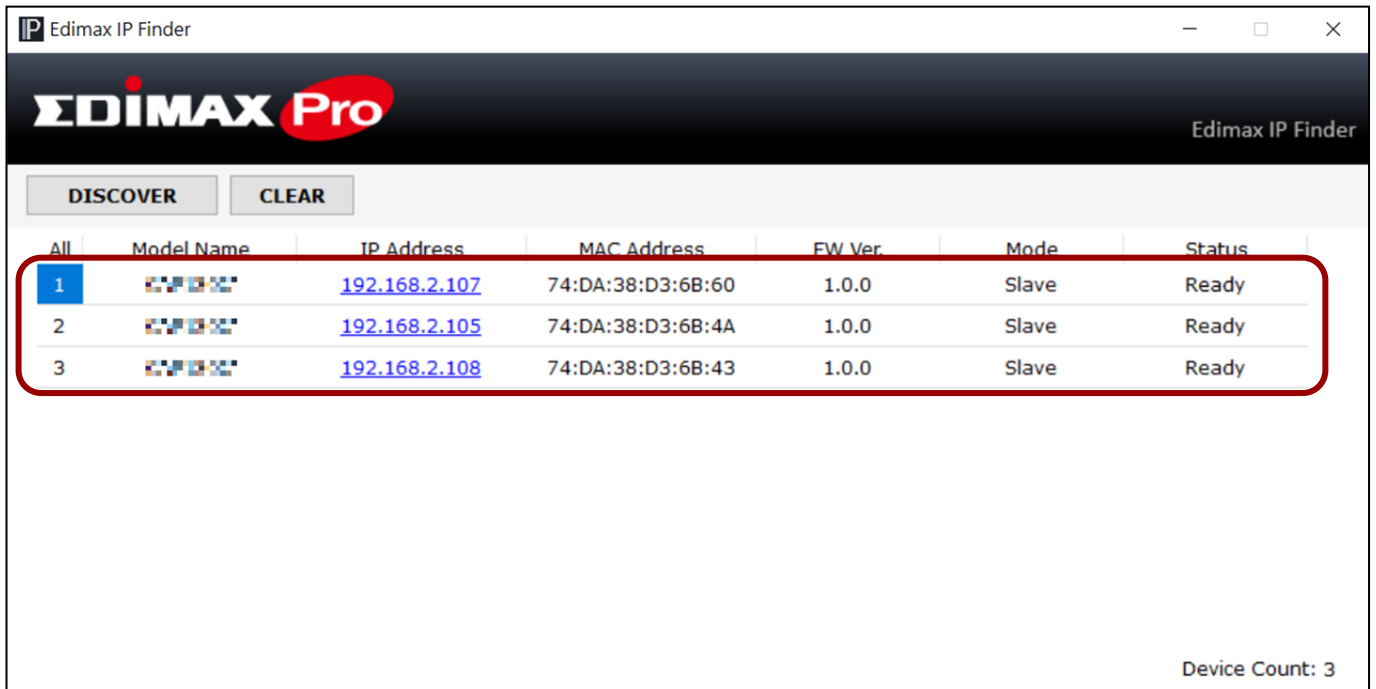 Edimax IP Finder
EDIMAX Pro
Edimax IP Finder
DISCOVER CLEAR
All Model Name IP Address MAC Address FW Ver. Mode Status
1 192.168.2.107 74:DA:38:D3:6B:60 1.0.0 Slave Ready
2 192.168.2.105 74:DA:38:D3:6B:4A 1.0.0 Slave Ready
3 192.168.2.108 74:DA:38:D3:6B:43 1.0.0 Slave Ready
Device Count: 3